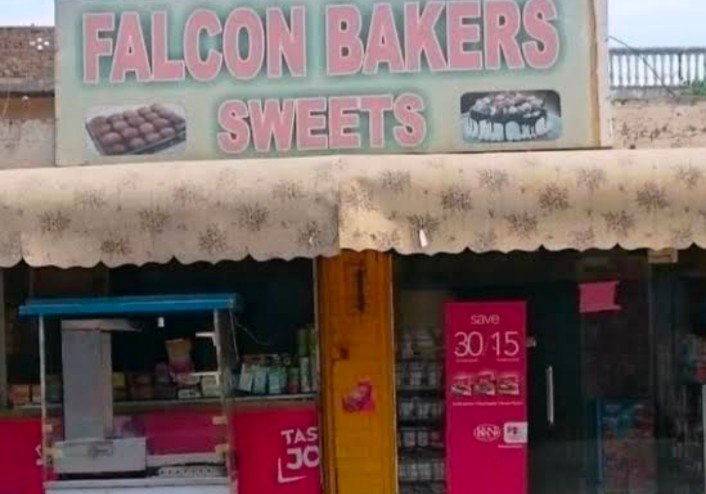 FALCON BAKERS
SWEETS
save
30 15
K&N's
TAS
JO